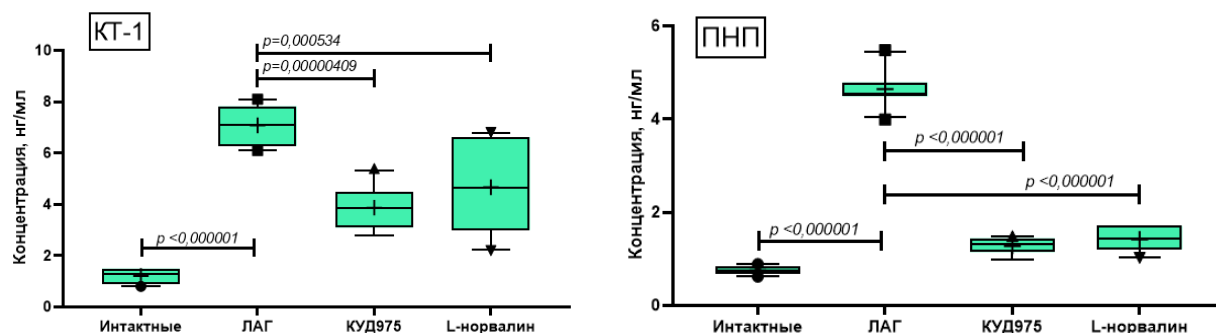 КТ-1
Концентрация, нг/мл
10
8
6
4
2
0
p=0,000534
p=0,00000409
p <0,000001
Интактные ЛАГ КУД975 L-норвалин
ПНП
Концентрация, нг/мл
6
4
2
0
p <0,000001
p <0,000001
p <0,000001
Интактные ЛАГ КУД975 L-норвалин